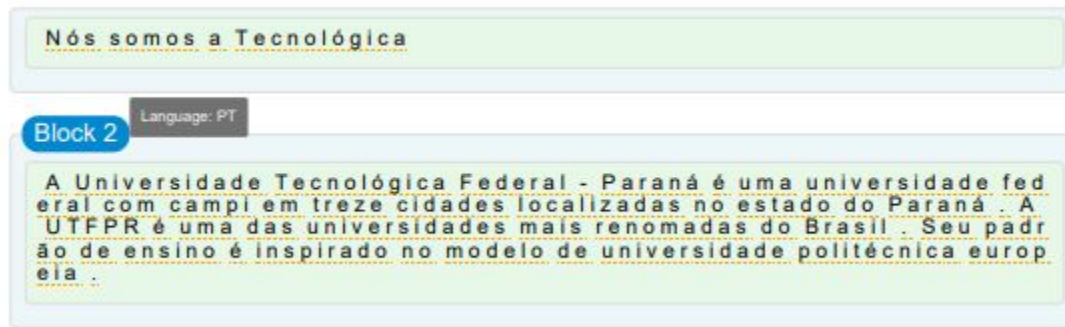 Nós somos a Tecnológica
Language: PT
Block 2
A Universidade Tecnológica Federal - Paraná é uma universidade fed
eral com campi em treze cidades localizadas no estado do Paraná . A
UTFPR é uma das universidades mais renomadas do Brasil . Seu padr
ão de ensino é inspirado no modelo de universidade politécnica europ
eia .